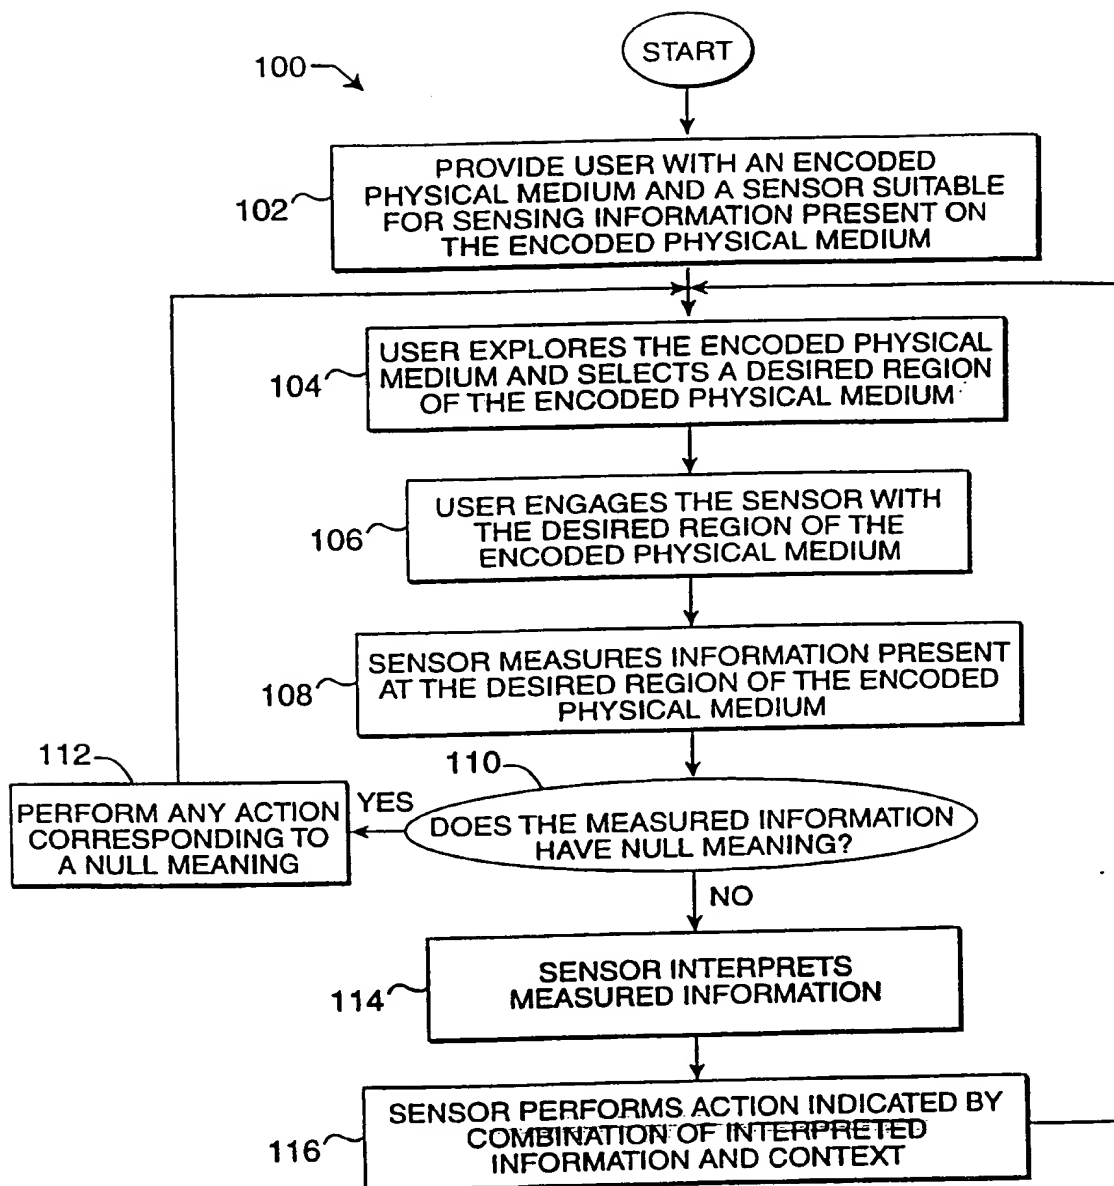 START
100
PROVIDE USER WITH AN ENCODED
PHYSICAL MEDIUM AND A SENSOR SUITABLE
FOR SENSING INFORMATION PRESENT ON
THE ENCODED PHYSICAL MEDIUM
102
USER EXPLORES THE ENCODED PHYSICAL
MEDIUM AND SELECTS A DESIRED REGION
OF THE ENCODED PHYSICAL MEDIUM
104
USER ENGAGES THE SENSOR WITH
THE DESIRED REGION OF THE
ENCODED PHYSICAL MEDIUM
106
SENSOR MEASURES INFORMATION PRESENT
AT THE DESIRED REGION OF THE ENCODED
PHYSICAL MEDIUM
108
110
DOES THE MEASURED INFORMATION
HAVE NULL MEANING?
YES
112
PERFORM ANY ACTION
CORRESPONDING TO
A NULL MEANING
NO
SENSOR INTERPRETS
MEASURED INFORMATION
114
SENSOR PERFORMS ACTION INDICATED BY
COMBINATION OF INTERPRETED
INFORMATION AND CONTEXT
116